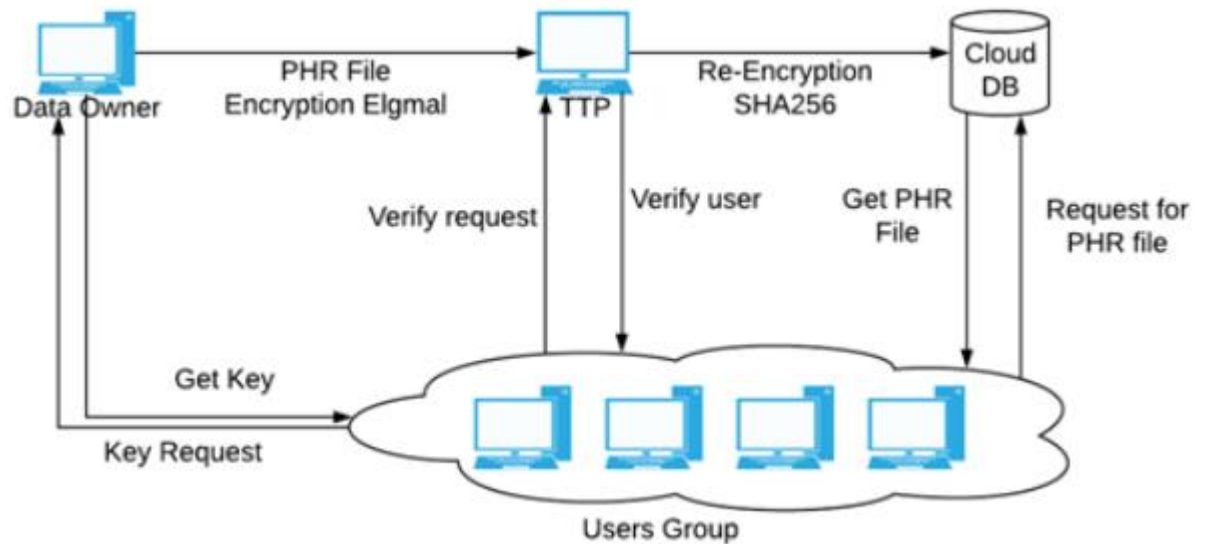 Data Owner
PHR File
Encryption Elgmal
TTP
Re-Encryption
SHA256
Cloud
DB
Verify request
Verify user
Get PHR
File
Request for
PHR file
Get Key
Key Request
Users Group